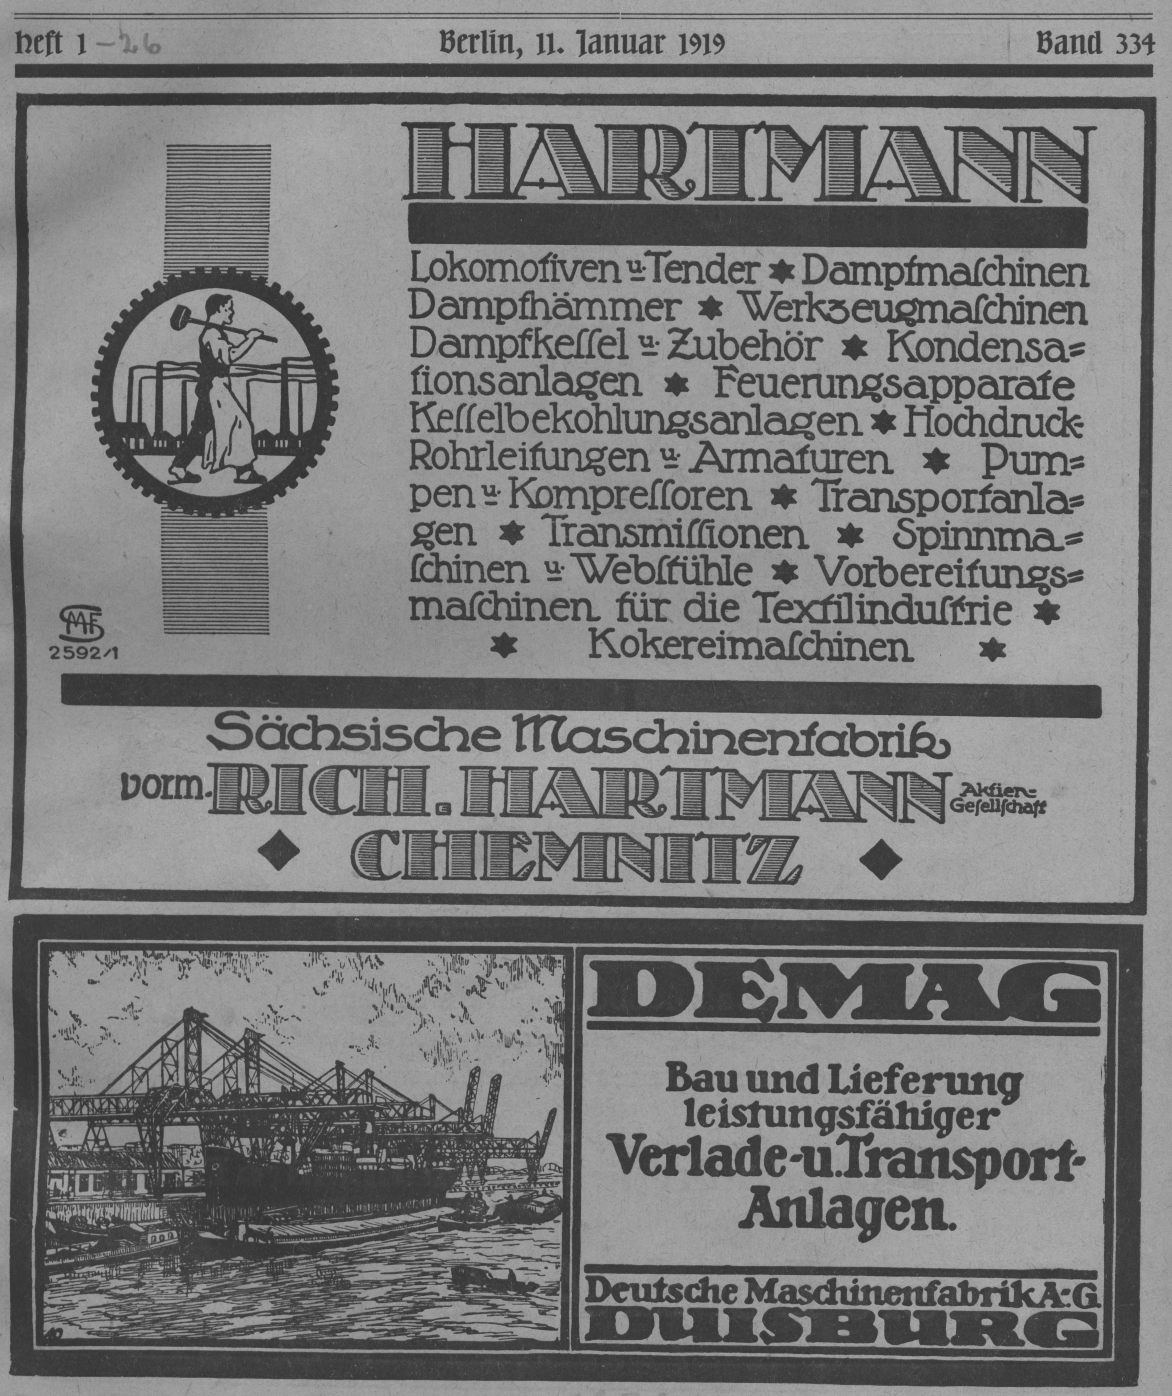 Heft 1 -26 Berlin, 11. Januar 1919 Band 334
HARTMANN
Lokomotiven u. Tender ✶ Dampfmaſchinen
Dampfhämmer ✶ Werkzeugmaſchinen
Dampfkeſſel u. Zubehör ✶ Kondensa=
tionsanlagen ✶ Feuerungsapparate
Keſſelbekohlungsanlagen ✶ Hochdruck-
Rohrleitungen u. Armaturen ✶ Pum=
pen u. Kompreſſoren ✶ Transportanla=
gen ✶ Transmiſſionen ✶ Spinnma=
ſchinen u. Webſtühle ✶ Vorbereitungs=
maſchinen für die Textilinduſtrie ✶
✶ Kokereimaſchinen ✶
SMF
2592/1
Sächsische Maschinenfabrik
vorm. RICH. HARTMANN Aktien=
Geſellſchaft
CHEMNITZ
DEMAG
Bau und Lieferung
leistungsfähiger
Verlade-u.Transport-
Anlagen.
Deutsche Maschinenfabrik A.-G.
DUISBURG